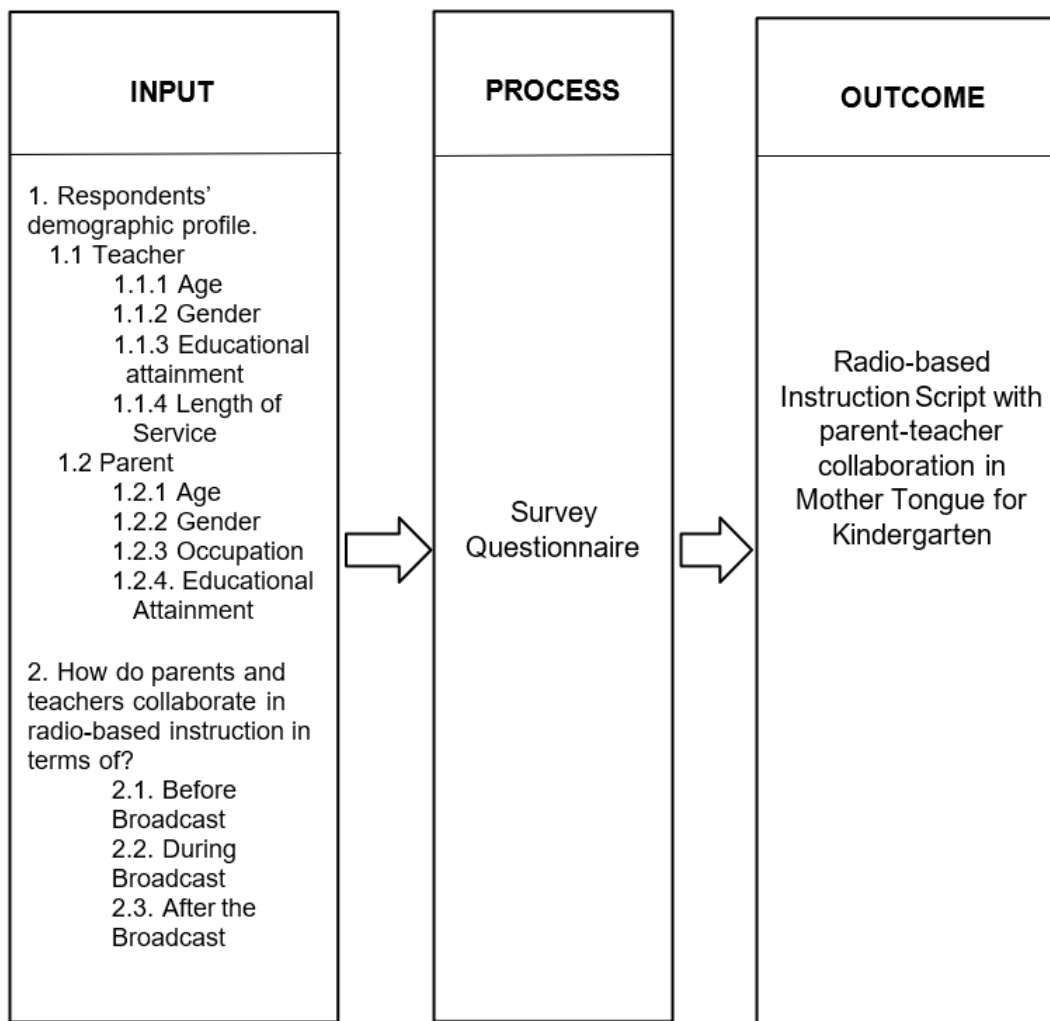 INPUT
1. Respondents’
demographic profile.
1.1 Teacher
1.1.1 Age
1.1.2 Gender
1.1.3 Educational
attainment
1.1.4 Length of
Service
1.2 Parent
1.2.1 Age
1.2.2 Gender
1.2.3 Occupation
1.2.4. Educational
Attainment
2. How do parents and
teachers collaborate in
radio-based instruction in
terms of?
2.1. Before
Broadcast
2.2. During
Broadcast
2.3. After the
Broadcast
PROCESS
Survey
Questionnaire
OUTCOME
Radio-based
Instruction Script with
parent-teacher
collaboration in
Mother Tongue for
Kindergarten